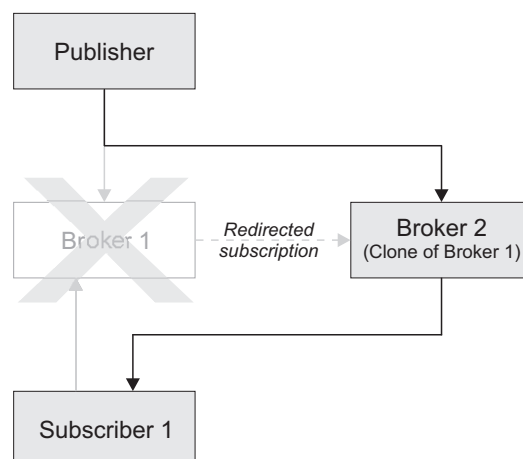 Publisher
Broker 1
Redirected
subscription
Broker 2
(Clone of Broker 1)
Subscriber 1